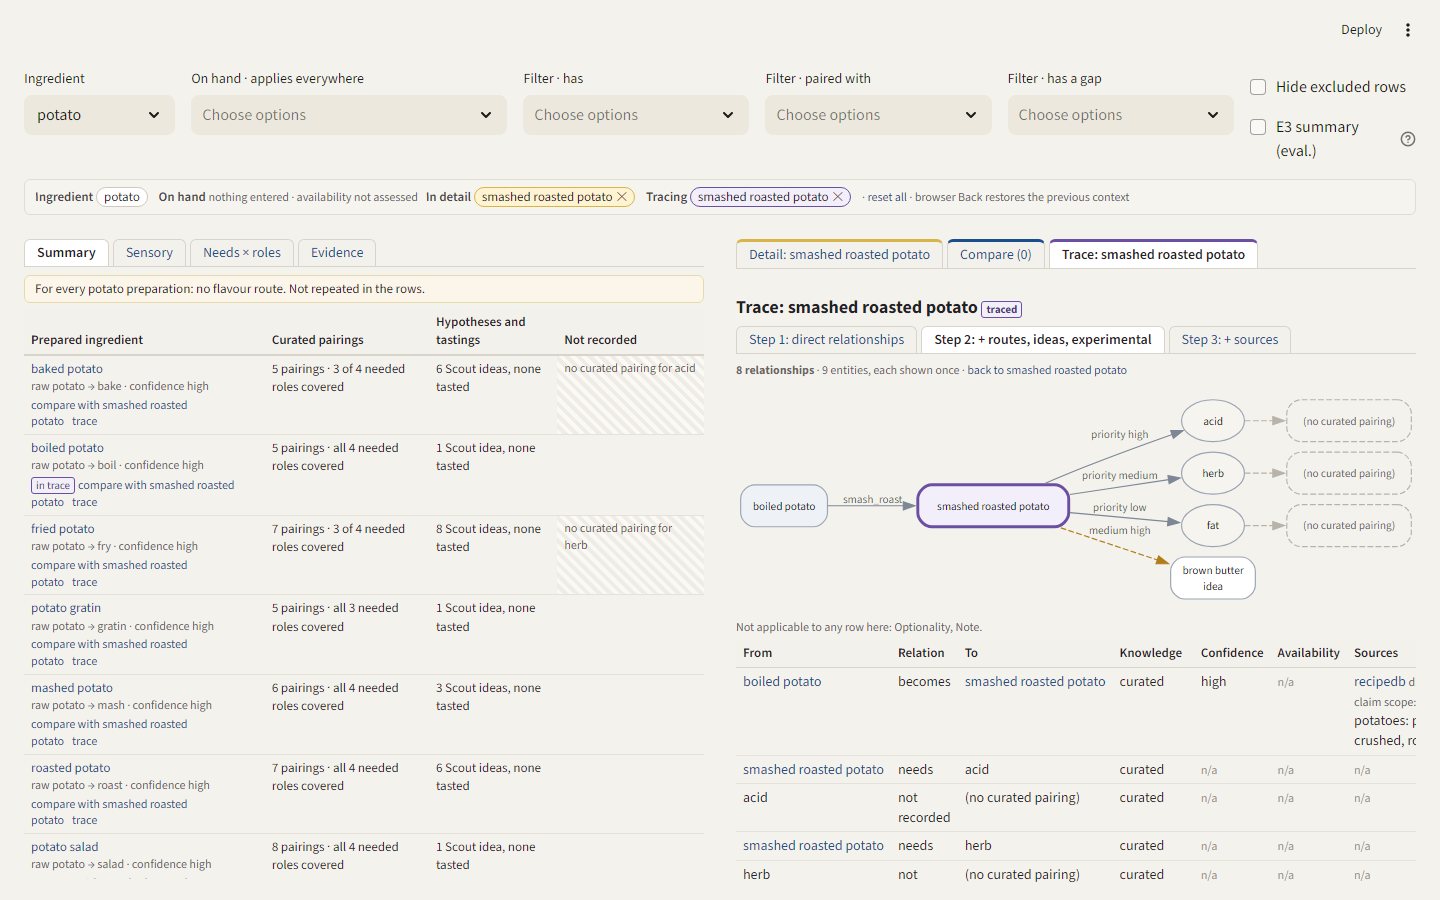 Deploy
Ingredient
On hand · applies everywhere
Filter · has
Filter · paired with
Filter · has a gap
potato
Choose options
Choose options
Choose options
Choose options
Hide excluded rows
E3 summary
(eval.)
Ingredient potato On hand nothing entered · availability not assessed In detail smashed roasted potato Tracing smashed roasted potato · reset all · browser Back restores the previous context
Summary
Sensory
Needs × roles
Evidence
For every potato preparation: no flavour route. Not repeated in the rows.
Prepared ingredient
Curated pairings
Hypotheses and
tastings
Not recorded
baked potato
raw potato → bake · confidence high
compare with smashed roasted
potato trace
5 pairings · 3 of 4 needed
roles covered
6 Scout ideas, none
tasted
no curated pairing for acid
boiled potato
raw potato → boil · confidence high
in trace compare with smashed roasted
potato trace
5 pairings · all 4 needed
roles covered
1 Scout idea, none
tasted
fried potato
raw potato → fry · confidence high
compare with smashed roasted
potato trace
7 pairings · 3 of 4 needed
roles covered
8 Scout ideas, none
tasted
no curated pairing for
herb
potato gratin
raw potato → gratin · confidence high
compare with smashed roasted
potato trace
5 pairings · all 3 needed
roles covered
1 Scout idea, none
tasted
mashed potato
raw potato → mash · confidence high
compare with smashed roasted
potato trace
6 pairings · all 4 needed
roles covered
3 Scout ideas, none
tasted
roasted potato
raw potato → roast · confidence high
compare with smashed roasted
potato trace
7 pairings · all 4 needed
roles covered
6 Scout ideas, none
tasted
potato salad
raw potato → salad · confidence high
8 pairings · all 4 needed
roles covered
1 Scout idea, none
tasted
Detail: smashed roasted potato
Compare (0)
Trace: smashed roasted potato
Trace: smashed roasted potato traced
Step 1: direct relationships
Step 2: + routes, ideas, experimental
Step 3: + sources
8 relationships · 9 entities, each shown once · back to smashed roasted potato
boiled potato
smash_roast
smashed roasted potato
priority high
priority medium
priority low
medium high
acid
herb
fat
brown butter
idea
(no curated pairing)
(no curated pairing)
(no curated pairing)
Not applicable to any row here: Optionality, Note.
From Relation To Knowledge Confidence Availability Sources
boiled potato becomes smashed roasted potato curated high n/a recipedb d
claim scope:
potatoes: p
crushed, ro
smashed roasted potato needs acid curated n/a n/a n/a
acid not (no curated pairing) curated n/a n/a n/a
recorded
smashed roasted potato needs herb curated n/a n/a n/a
herb not (no curated pairing) curated n/a n/a n/a